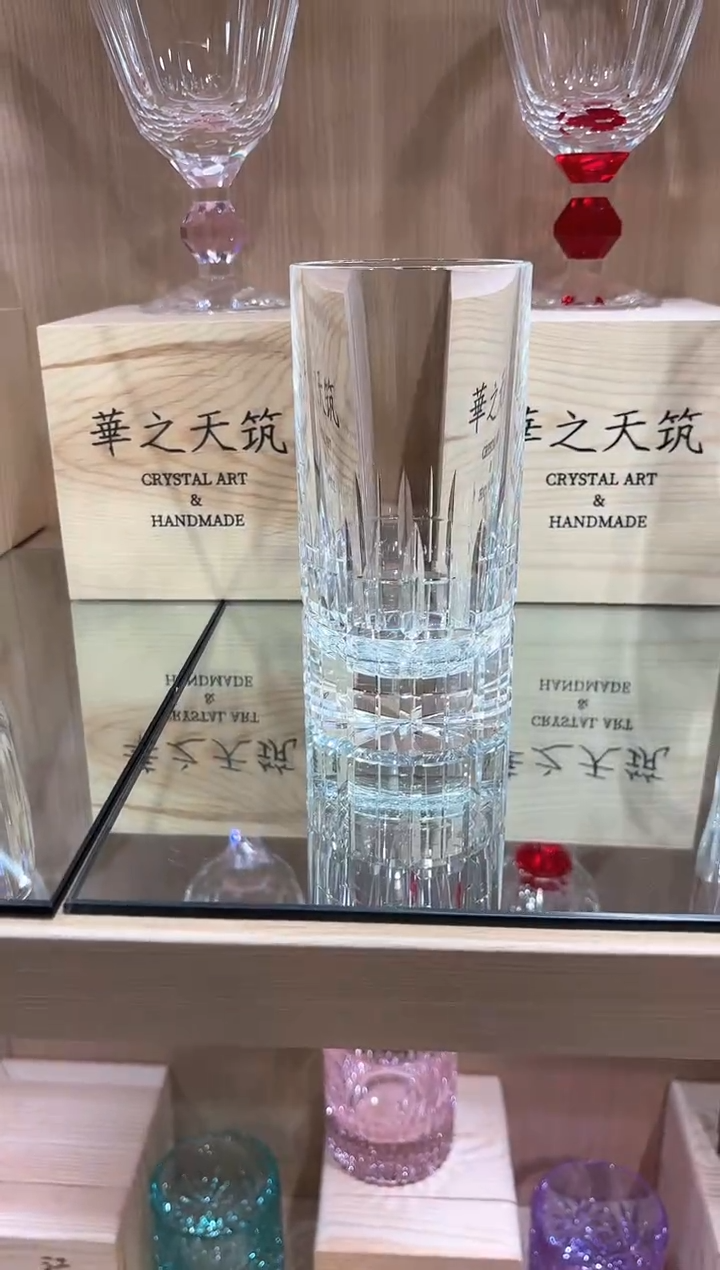 華之天筑
CRYSTAL ART
&
HANDMADE
華之天筑
CRYSTAL ART
&
HANDMADE